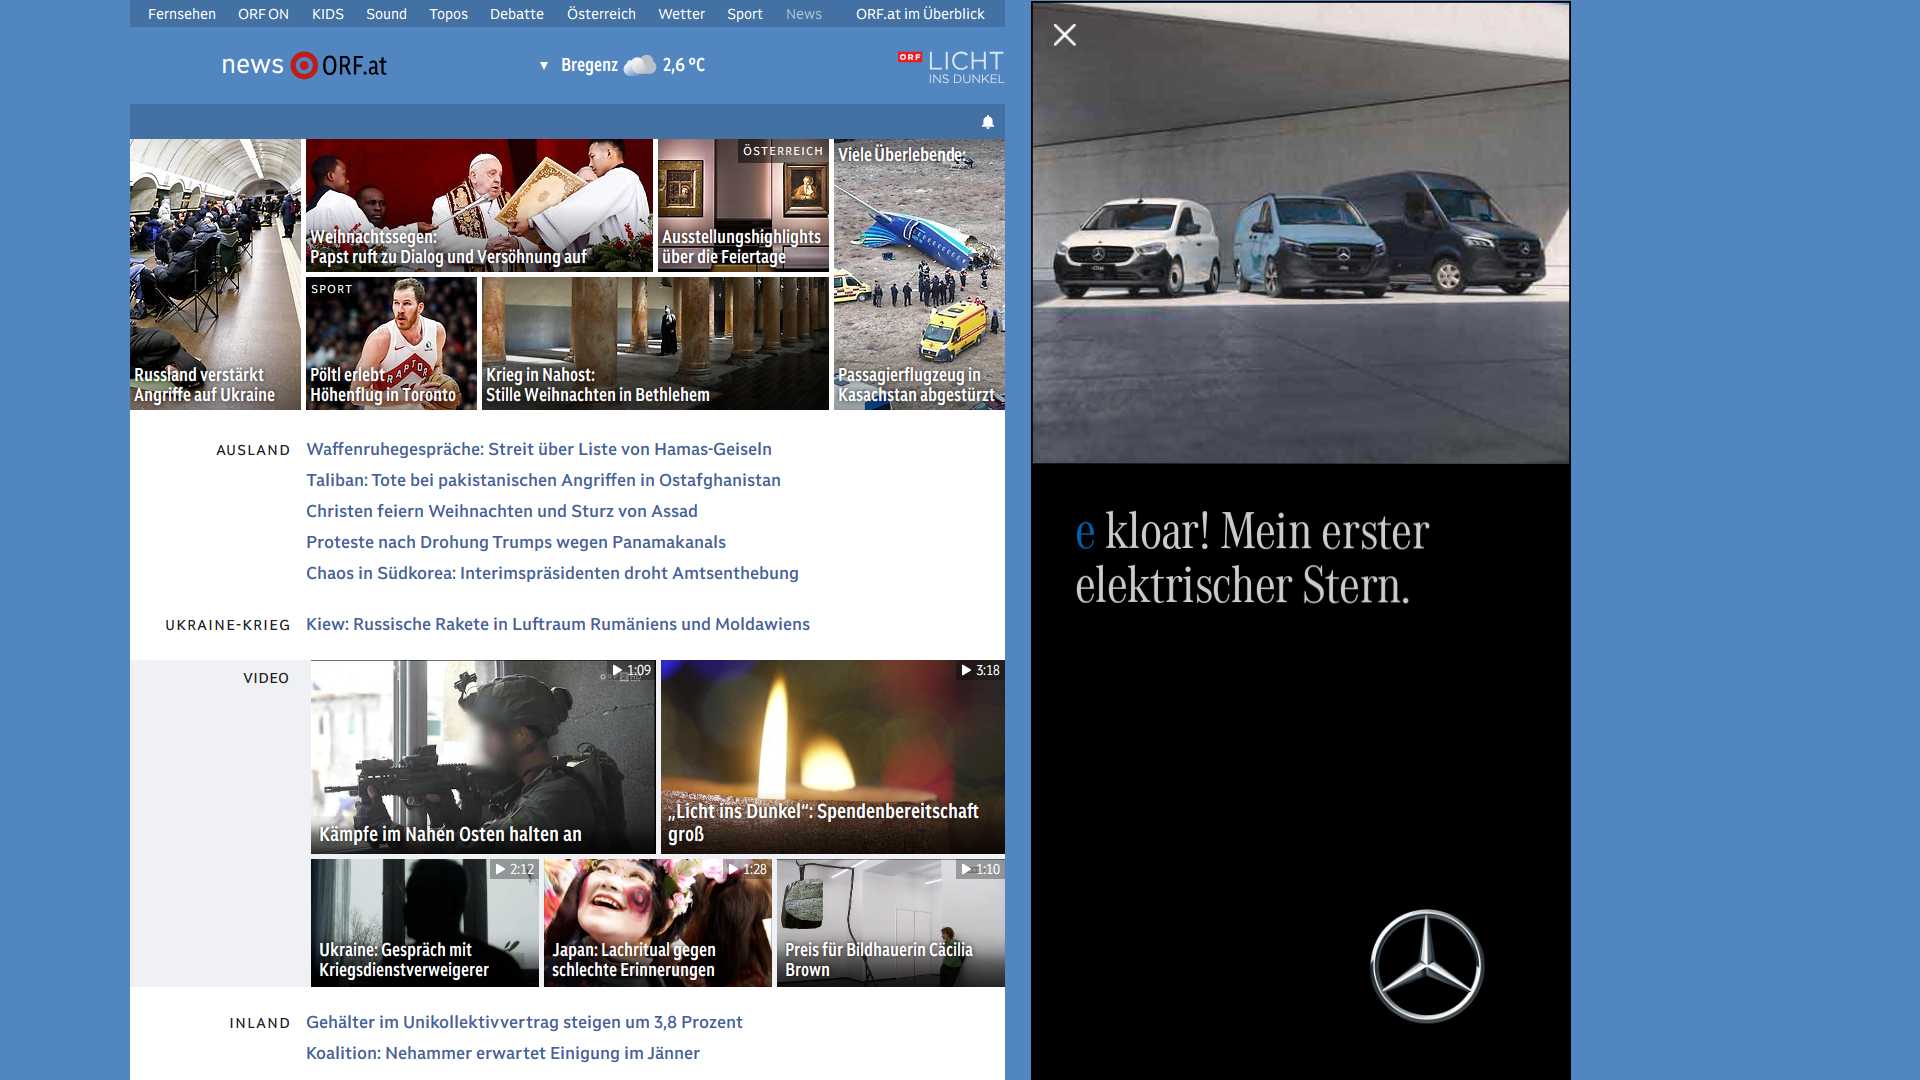 Fernsehen ORF ON KIDS Sound Topos Debatte Österreich Wetter Sport News ORF.at im Überblick
news ORF.at
Bregenz 2,6 °C
ORF LICHT
INS DUNKEL
Russland verstärkt
Angriffe auf Ukraine
Weihnachtssegen:
Papst ruft zu Dialog und Versöhnung auf
ÖSTERREICH
Ausstellungshighlights
über die Feiertage
Viele Überlebende:
Passagierflugzeug in
Kasachstan abgestürzt
SPORT
RAPTOR
Pöltl erlebt
Höhenflug in Toronto
Krieg in Nahost:
Stille Weihnachten in Bethlehem
AUSLAND
Waffenruhegespräche: Streit über Liste von Hamas-Geiseln
Taliban: Tote bei pakistanischen Angriffen in Ostafghanistan
Christen feiern Weihnachten und Sturz von Assad
Proteste nach Drohung Trumps wegen Panamakanals
Chaos in Südkorea: Interimspräsidenten droht Amtsenthebung
UKRAINE-KRIEG
Kiew: Russische Rakete in Luftraum Rumäniens und Moldawiens
VIDEO
1:09
Kämpfe im Nahen Osten halten an
3:18
„Licht ins Dunkel“: Spendenbereitschaft
groß
2:12
Ukraine: Gespräch mit
Kriegsdienstverweigerer
1:28
Japan: Lachritual gegen
schlechte Erinnerungen
1:10
Preis für Bildhauerin Cäcilia
Brown
INLAND
Gehälter im Unikollektivvertrag steigen um 3,8 Prozent
Koalition: Nehammer erwartet Einigung im Jänner
e kloar! Mein erster
elektrischer Stern.